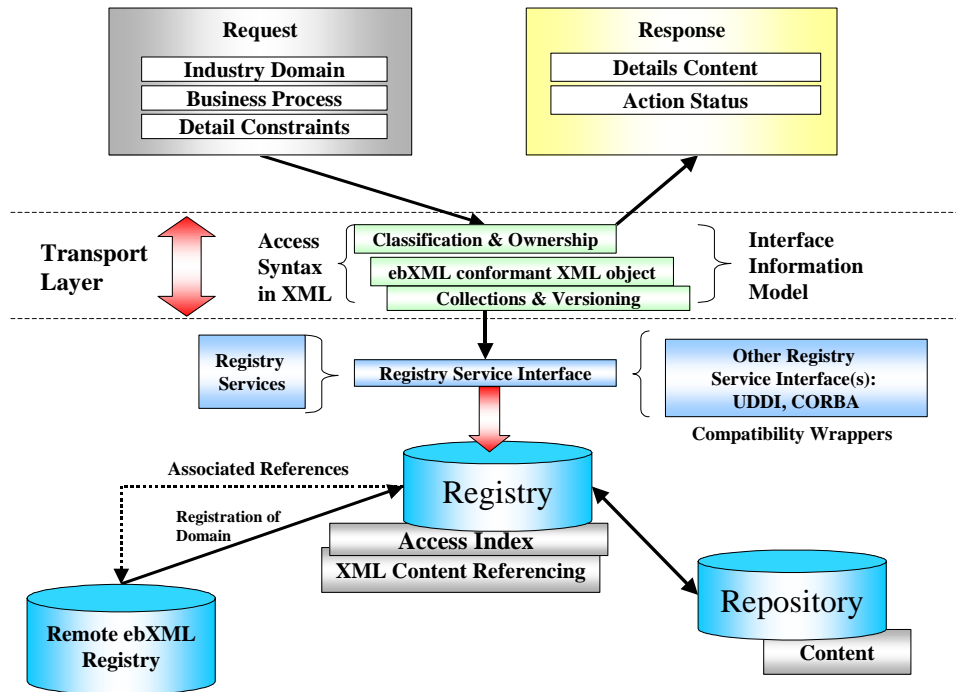 Request
Industry Domain
Business Process
Detail Constraints
Response
Details Content
Action Status
Transport
Layer
Access
Syntax
in XML
Classification & Ownership
ebXML conformant XML object
Collections & Versioning
Interface
Information
Model
Registry
Services
Registry Service Interface
Other Registry
Service Interface(s):
UDDI, CORBA
Compatibility Wrappers
Associated References
Registration of
Domain
Registry
Access Index
XML Content Referencing
Remote ebXML
Registry
Repository
Content